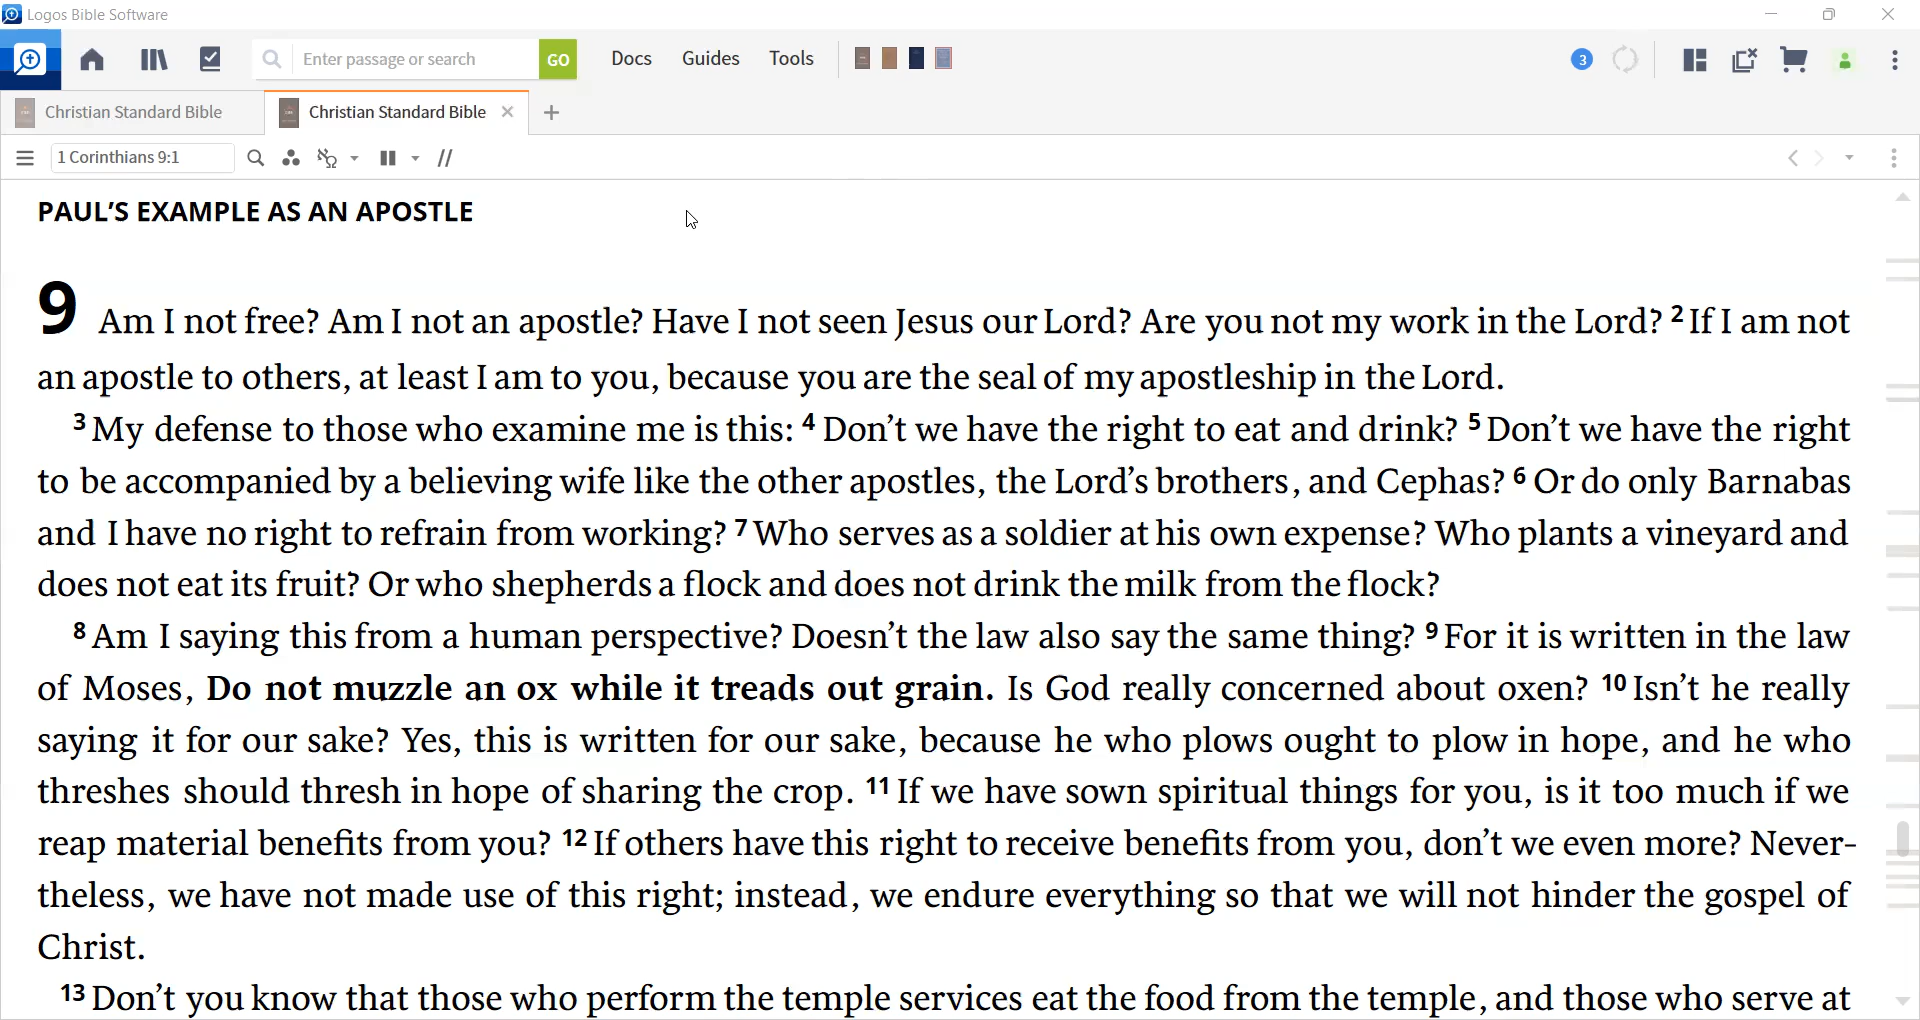 Logos Bible Software
Enter passage or search GO Docs Guides Tools 3
Christian Standard Bible Christian Standard Bible
1 Corinthians 9:1
PAUL’S EXAMPLE AS AN APOSTLE
9 Am I not free? Am I not an apostle? Have I not seen Jesus our Lord? Are you not my work in the Lord? 2 If I am not
an apostle to others, at least I am to you, because you are the seal of my apostleship in the Lord.
3 My defense to those who examine me is this: 4 Don’t we have the right to eat and drink? 5 Don’t we have the right
to be accompanied by a believing wife like the other apostles, the Lord’s brothers, and Cephas? 6 Or do only Barnabas
and I have no right to refrain from working? 7 Who serves as a soldier at his own expense? Who plants a vineyard and
does not eat its fruit? Or who shepherds a flock and does not drink the milk from the flock?
8 Am I saying this from a human perspective? Doesn’t the law also say the same thing? 9 For it is written in the law
of Moses, Do not muzzle an ox while it treads out grain. Is God really concerned about oxen? 10 Isn’t he really
saying it for our sake? Yes, this is written for our sake, because he who plows ought to plow in hope, and he who
threshes should thresh in hope of sharing the crop. 11 If we have sown spiritual things for you, is it too much if we
reap material benefits from you? 12 If others have this right to receive benefits from you, don’t we even more? Never-
theless, we have not made use of this right; instead, we endure everything so that we will not hinder the gospel of
Christ.
13 Don’t you know that those who perform the temple services eat the food from the temple, and those who serve at